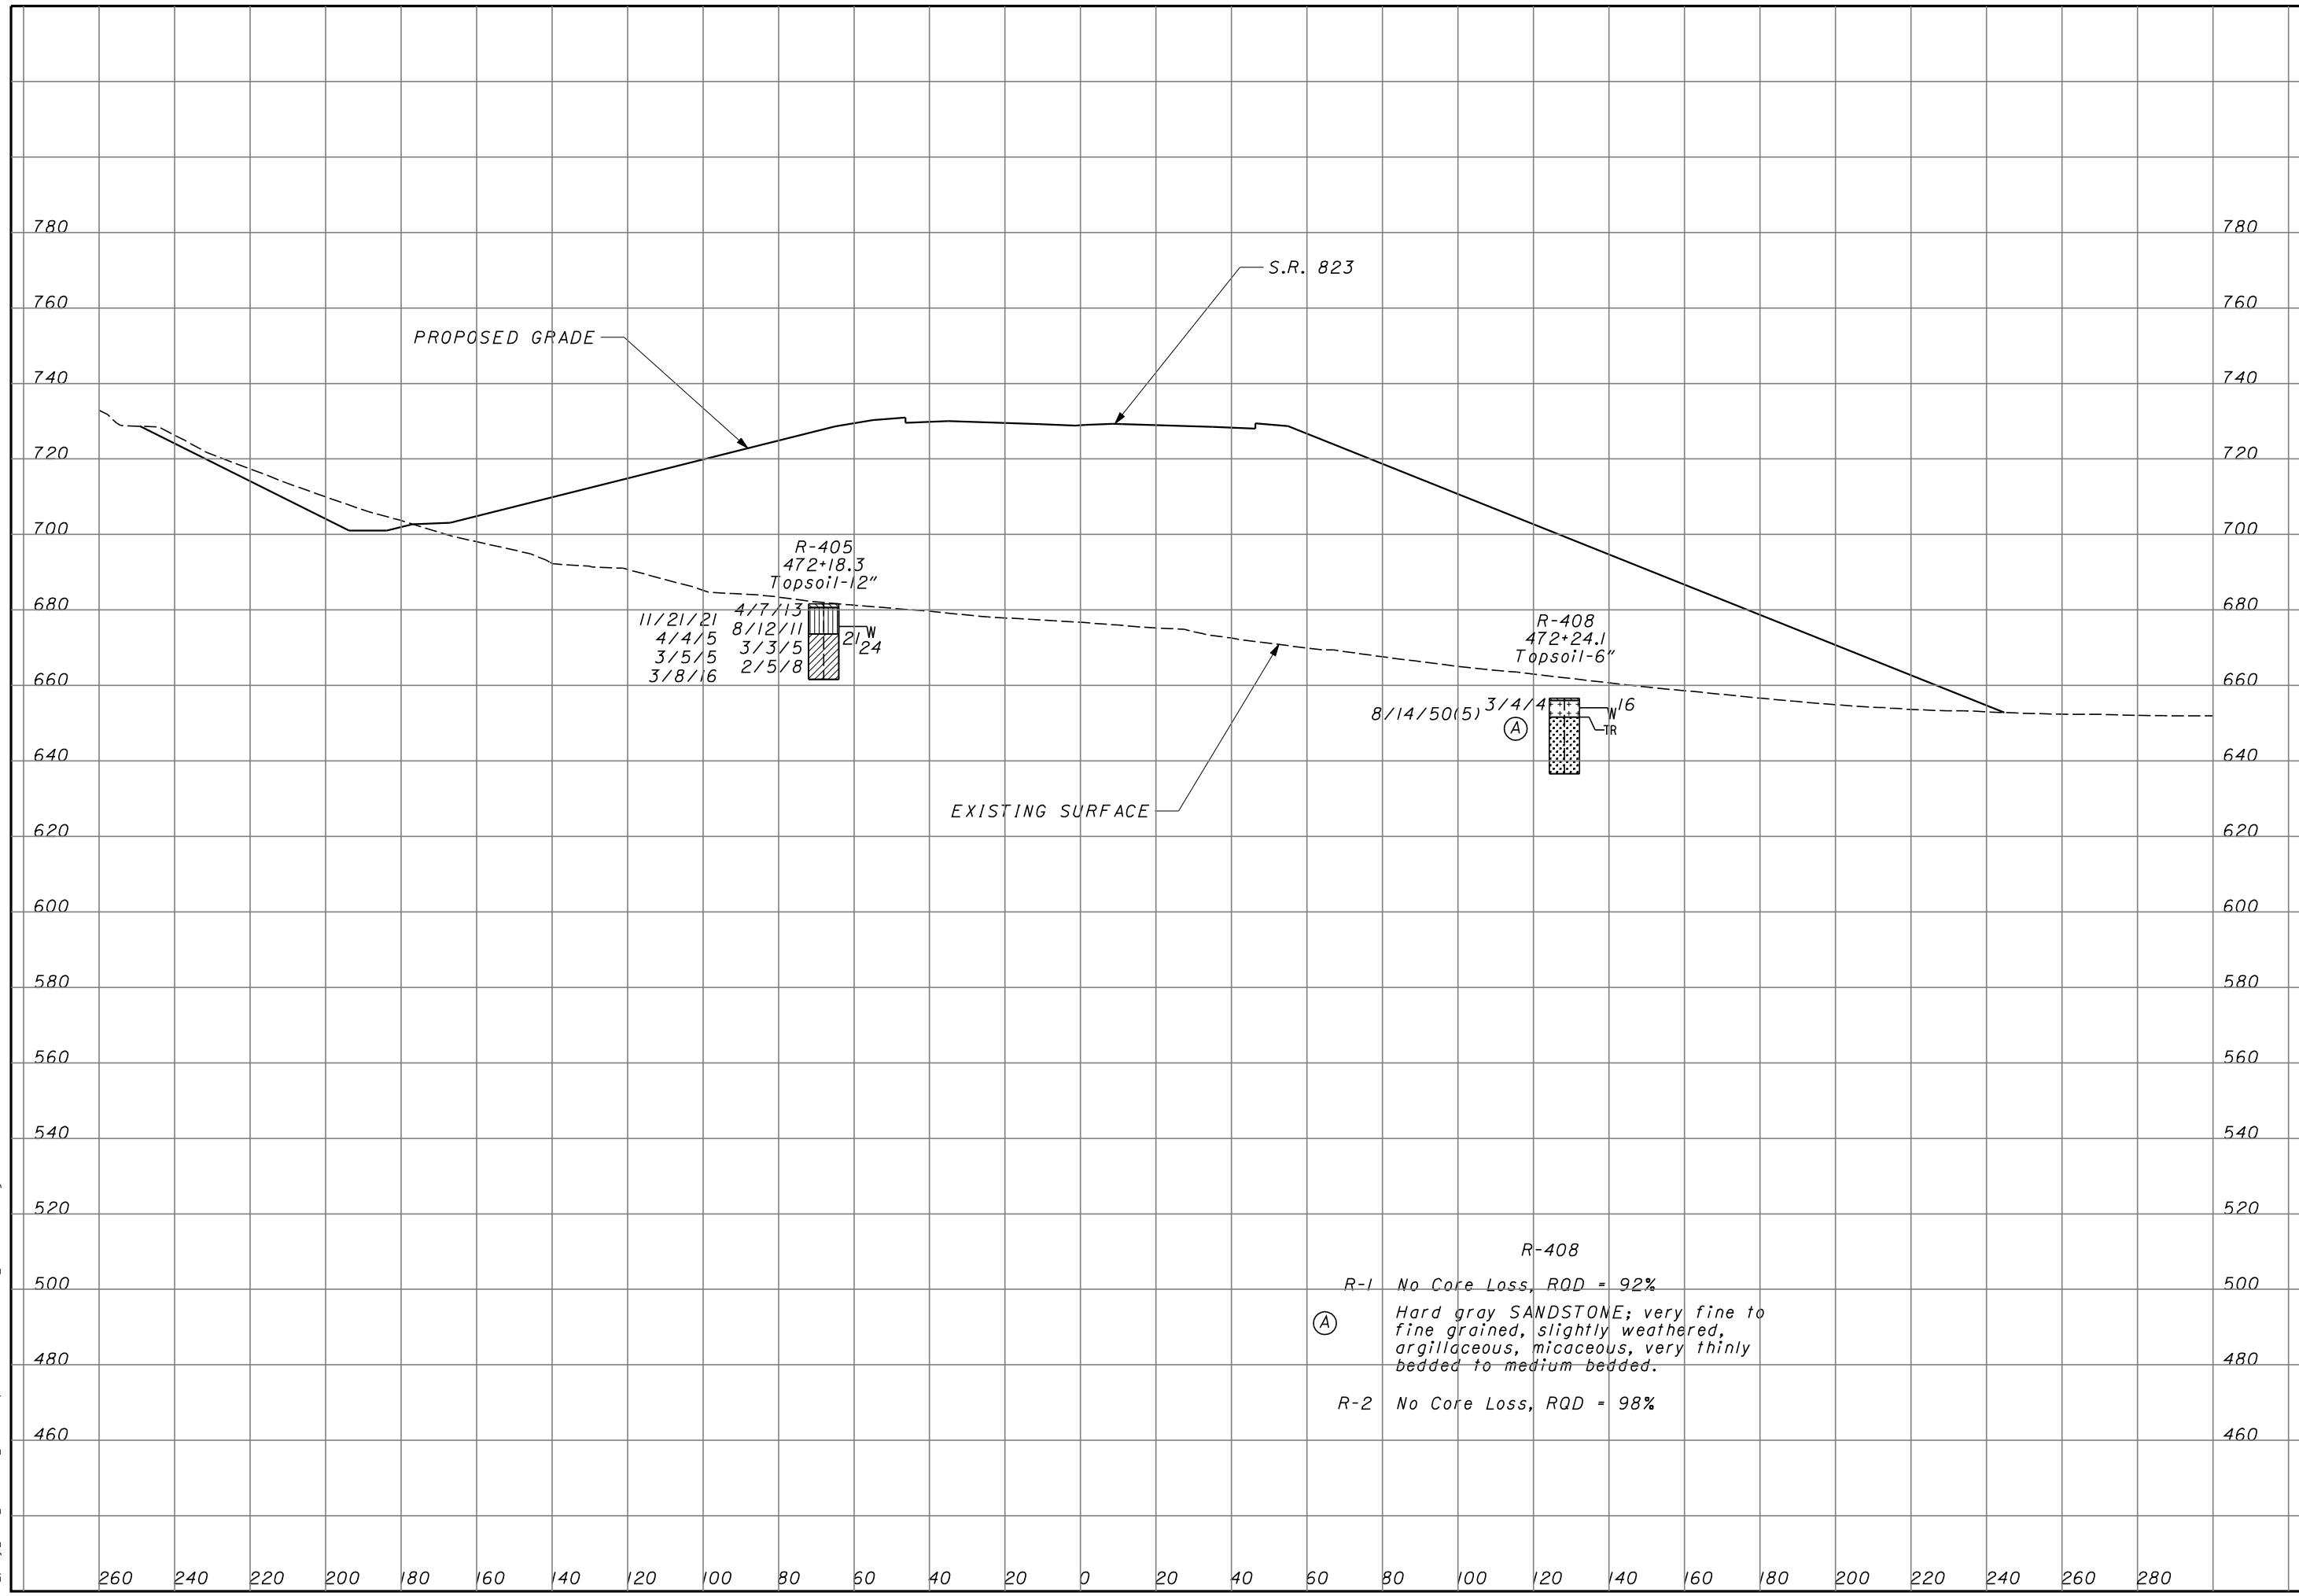 780 780
S.R. 823
760 760
PROPOSED GRADE
740 740
720 720
700 700
R-405
472+18.3
Topsoil-12"
680 680
4/7/13
11/21/21
8/12/11
W
4/4/5
21
3/3/5
24
3/5/5
2/5/8
3/8/16
R-408
472+24.1
Topsoil-6"
660 660
3/4/4
16
8/14/50(5)
W
A
TR
640 640
EXISTING SURFACE
620 620
600 600
580 580
560 560
540 540
520 520
R-408
500 500
R-1 No Core Loss, RQD = 92%
A
Hard gray SANDSTONE; very fine to
fine grained, slightly weathered,
argillaceous, micaceous, very thinly
bedded to medium bedded.
480 480
R-2 No Core Loss, RQD = 98%
460 460
260 240 220 200 180 160 140 120 100 80 60 40 20 0 20 40 60 80 100 120 140 160 180 200 220 240 260 280